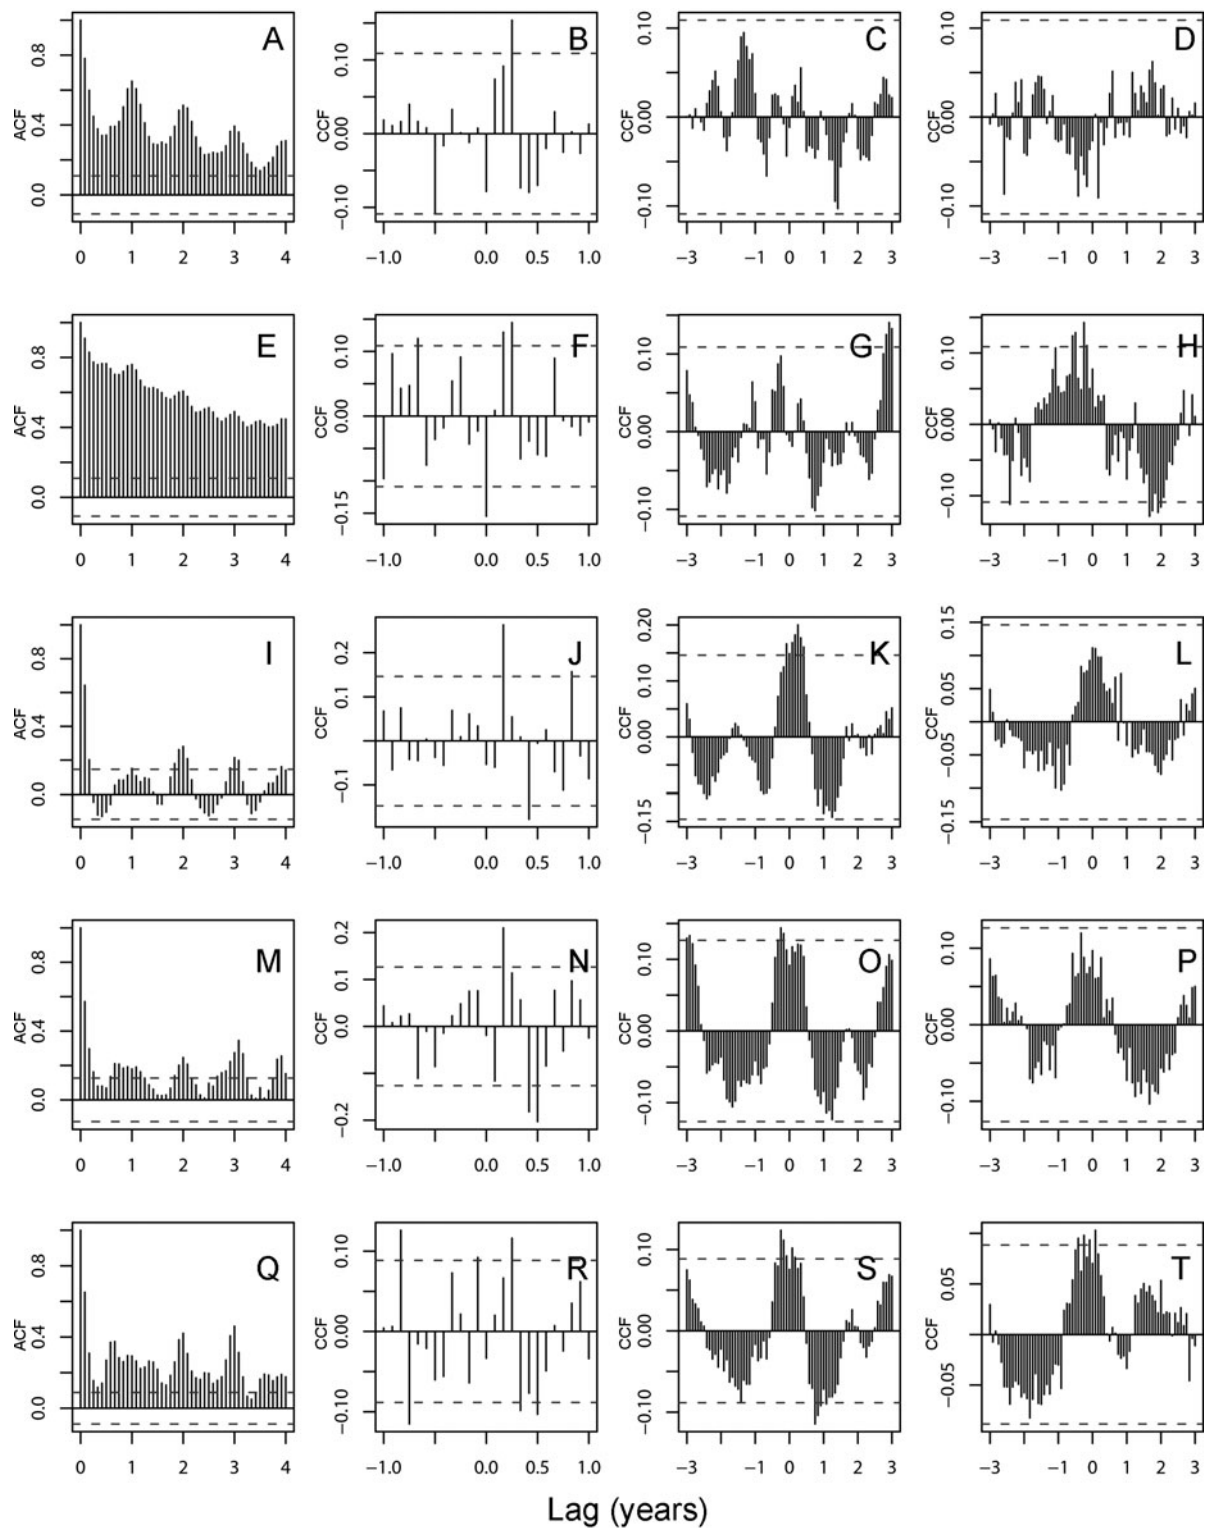 A
ACF
0.0 0.4 0.8
0 1 2 3 4
B
CCF
−0.10 0.00 0.10
−1.0 0.0 0.5 1.0
C
CCF
−0.10 0.00 0.10
−3 −1 0 1 2 3
D
CCF
−0.10 0.00 0.10
−3 −1 0 1 2 3
E
ACF
0.0 0.4 0.8
0 1 2 3 4
F
CCF
−0.15 0.00 0.10
−1.0 0.0 0.5 1.0
G
CCF
−0.10 0.00 0.10
−3 −1 0 1 2 3
H
CCF
−0.10 0.00 0.10
−3 −1 0 1 2 3
I
ACF
0.0 0.4 0.8
0 1 2 3 4
J
CCF
−0.1 0.1 0.2
−1.0 0.0 0.5 1.0
K
CCF
−0.15 0.00 0.10 0.20
−3 −1 0 1 2 3
L
CCF
−0.15 −0.05 0.05 0.15
−3 −1 0 1 2 3
M
ACF
0.0 0.4 0.8
0 1 2 3 4
N
CCF
−0.2 0.0 0.1 0.2
−1.0 0.0 0.5 1.0
O
CCF
−0.10 0.00 0.10
−3 −1 0 1 2 3
P
CCF
−0.10 0.00 0.10
−3 −1 0 1 2 3
Q
ACF
0.0 0.4 0.8
0 1 2 3 4
R
CCF
−0.10 0.00 0.10
−1.0 0.0 0.5 1.0
S
CCF
−0.10 0.00 0.10
−3 −1 0 1 2 3
T
CCF
−0.05 0.05
−3 −1 0 1 2 3
Lag (years)